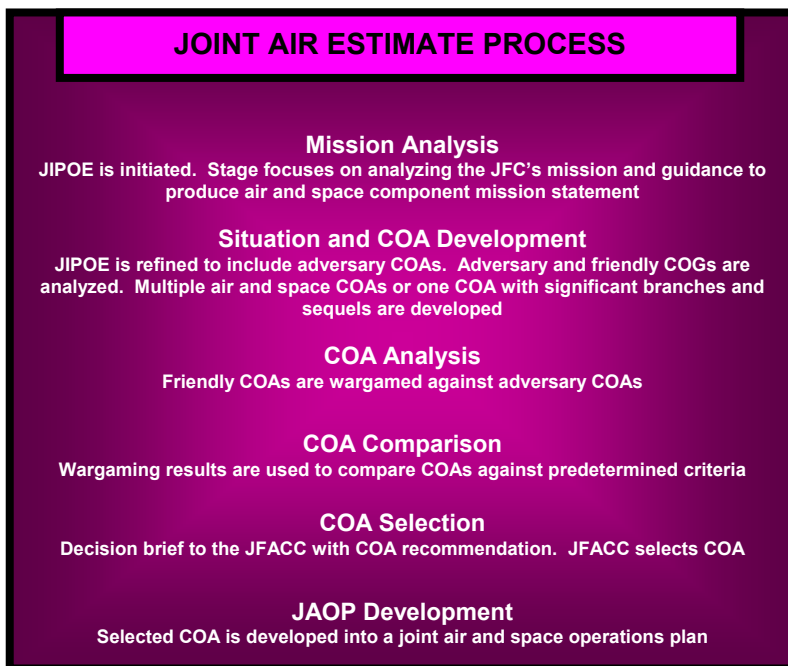 JOINT AIR ESTIMATE PROCESS
Mission Analysis
JIPOE is initiated.  Stage focuses on analyzing the JFC's mission and guidance to
produce air and space component mission statement
Situation and COA Development
JIPOE is refined to include adversary COAs.  Adversary and friendly COGs are
analyzed.  Multiple air and space COAs or one COA with significant branches and
sequels are developed
COA Analysis
Friendly COAs are wargamed against adversary COAs
COA Comparison
Wargaming results are used to compare COAs against predetermined criteria
COA Selection
Decision brief to the JFACC with COA recommendation.  JFACC selects COA
JAOP Development
Selected COA is developed into a joint air and space operations plan